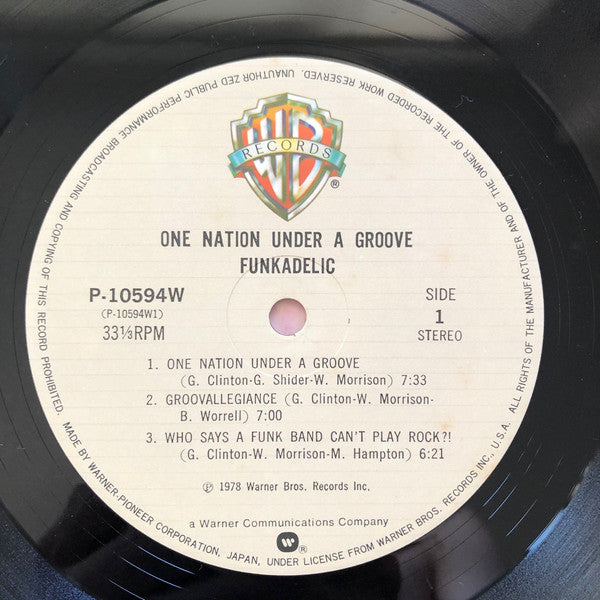 WB
RECORDS
®
ONE NATION UNDER A GROOVE
FUNKADELIC
P-10594W
(P-10594W1)
33⅓RPM
SIDE
1
STEREO
1. ONE NATION UNDER A GROOVE
(G. Clinton-G. Shider-W. Morrison) 7:33
2. GROOVALLEGIANCE (G. Clinton-W. Morrison-
B. Worrell) 7:00
3. WHO SAYS A FUNK BAND CAN'T PLAY ROCK?!
(G. Clinton-W. Morrison-M. Hampton) 6:21
℗ 1978 Warner Bros. Records Inc.
a Warner Communications Company
®
MADE BY WARNER-PIONEER CORPORATION, JAPAN, UNDER LICENSE FROM WARNER BROS. RECORDS INC., U.S.A. ALL RIGHTS OF THE MANUFACTURER AND OF THE OWNER OF THE RECORDED WORK RESERVED. UNAUTHORIZED PUBLIC PERFORMANCE BROADCASTING AND COPYING OF THIS RECORD PROHIBITED.